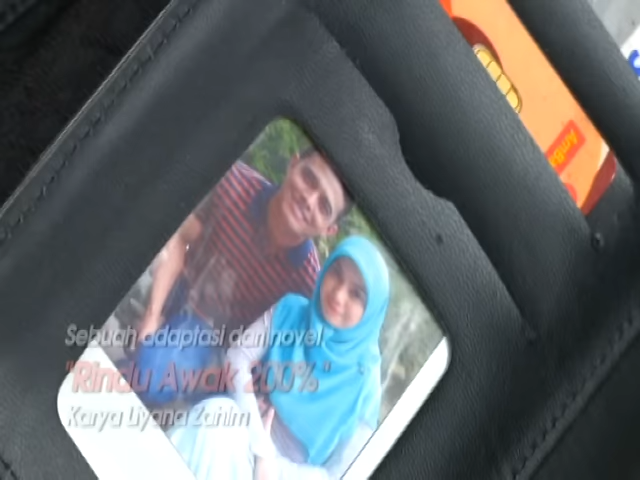 Sebuah adaptasi dari novel
"Rindu Awak 200%"
Karya Liyana Zahim